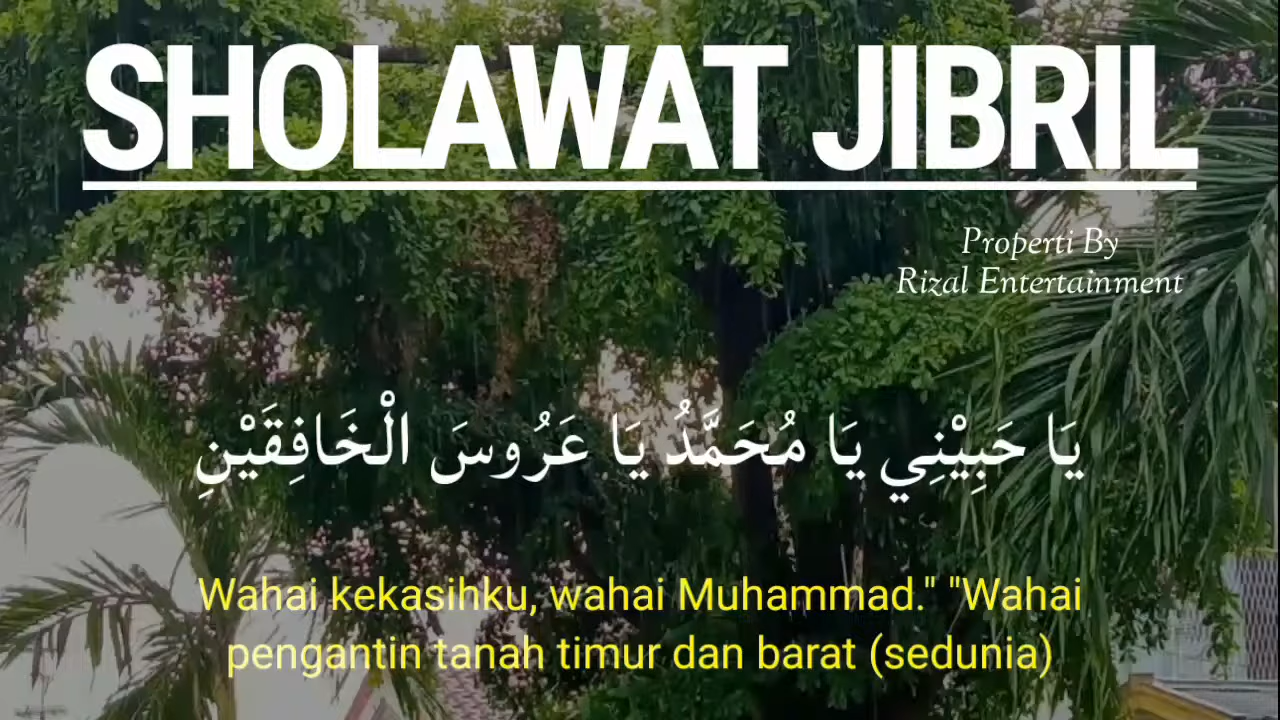 SHOLAWAT JIBRIL
Properti By
Rizal Entertainment
يَا حَبِيْنِي يَا مُحَمَّدُ يَا عَرُوسَ الْخَافِقَيْنِ
Wahai kekasihku, wahai Muhammad." "Wahai
pengantin tanah timur dan barat (sedunia)